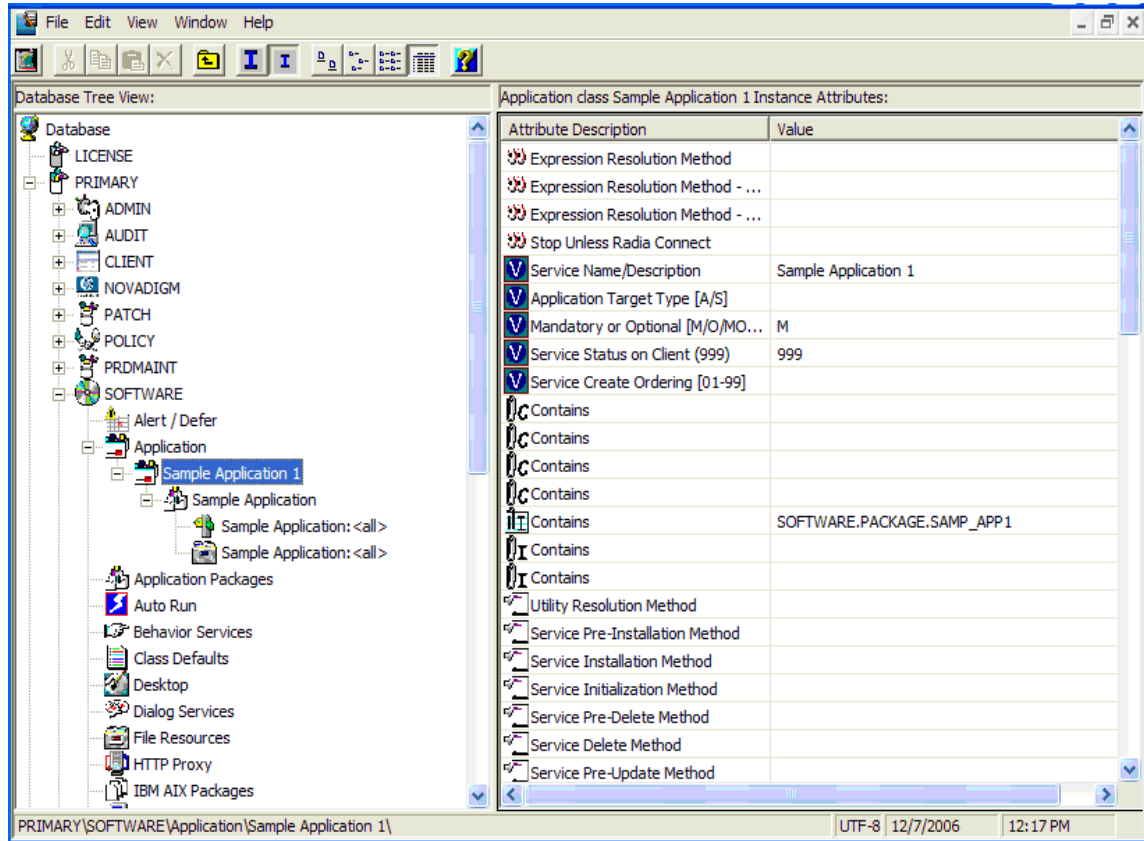 File Edit View Window Help
Database Tree View:
Database
LICENSE
PRIMARY
ADMIN
AUDIT
CLIENT
NOVADIGM
PATCH
POLICY
PRDMAINT
SOFTWARE
Alert / Defer
Application
Sample Application 1
Sample Application
Sample Application:<all>
Sample Application:<all>
Application Packages
Auto Run
Behavior Services
Class Defaults
Desktop
Dialog Services
File Resources
HTTP Proxy
IBM AIX Packages
Application class Sample Application 1 Instance Attributes:
Attribute Description Value
Expression Resolution Method
Expression Resolution Method - ...
Expression Resolution Method - ...
Stop Unless Radia Connect
V Service Name/Description Sample Application 1
V Application Target Type [A/S]
V Mandatory or Optional [M/O/MO... M
V Service Status on Client (999) 999
V Service Create Ordering [01-99]
C Contains
C Contains
C Contains
C Contains
I Contains SOFTWARE.PACKAGE.SAMP_APP1
I Contains
I Contains
Utility Resolution Method
Service Pre-Installation Method
Service Installation Method
Service Initialization Method
Service Pre-Delete Method
Service Delete Method
Service Pre-Update Method
PRIMARY\SOFTWARE\Application\Sample Application 1\ UTF-8 12/7/2006 12:17 PM